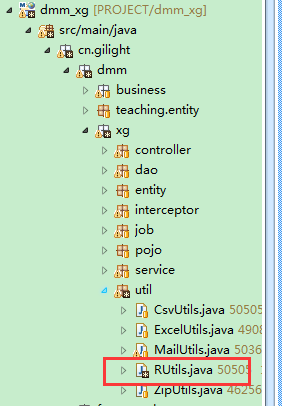 dmm_xg [PROJECT/dmm_xg]
src/main/java
cn.gilight
dmm
business
teaching.entity
xg
controller
dao
entity
interceptor
job
pojo
service
util
CsvUtils.java 50505
ExcelUtils.java 4908
MailUtils.java 5036
RUtils.java 50505
ZipUtils.java 46256